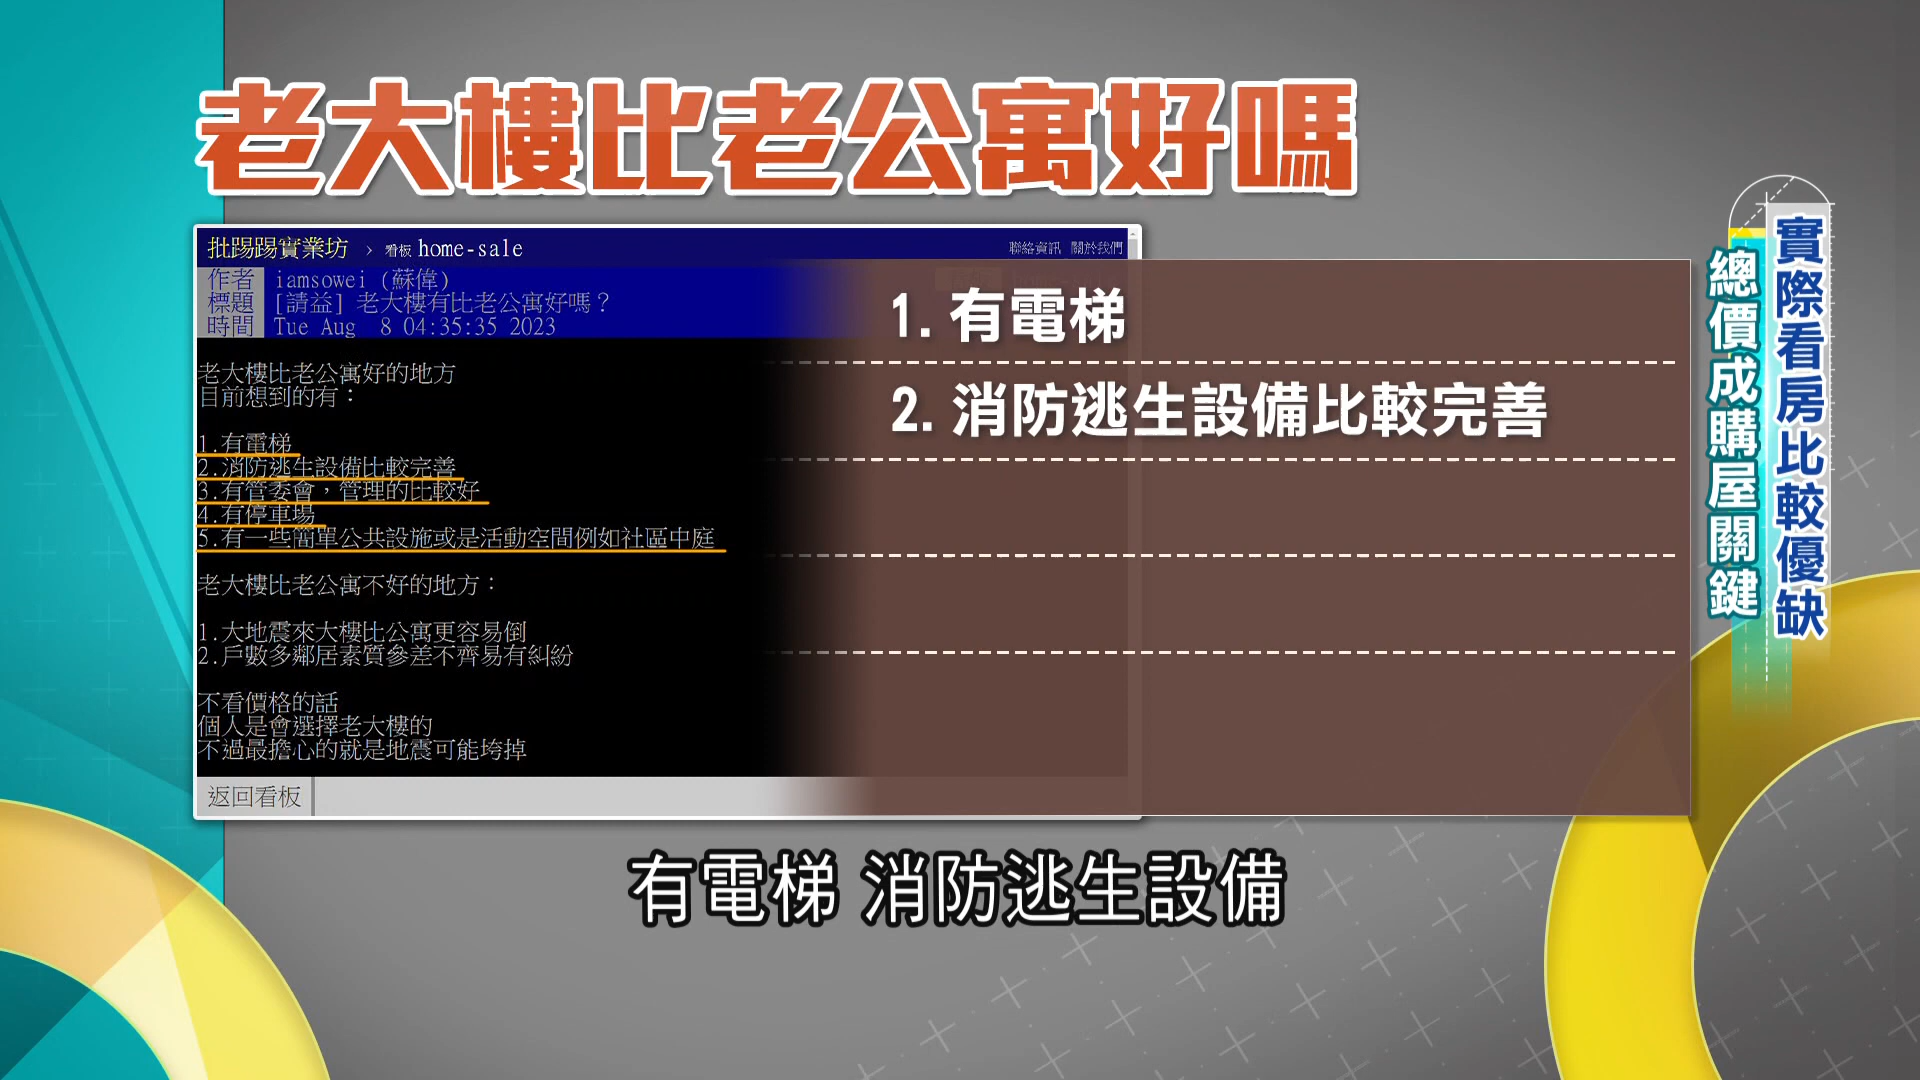 老大樓比老公寓好嗎
批踢踢實業坊 › 看板 home-sale
聯絡資訊 關於我們
作者 iamsowei (蘇偉)
標題 [請益] 老大樓有比老公寓好嗎？
時間 Tue Aug 8 04:35:35 2023
老大樓比老公寓好的地方
目前想到的有：
1.有電梯
2.消防逃生設備比較完善
3.有管委會，管理的比較好
4.有停車場
5.有一些簡單公共設施或是活動空間例如社區中庭
老大樓比老公寓不好的地方：
1.大地震來大樓比公寓更容易倒
2.戶數多鄰居素質參差不齊易有糾紛
不看價格的話
個人是會選擇老大樓的
不過最擔心的就是地震可能垮掉
返回看板
1.有電梯
2.消防逃生設備比較完善
實際看房比較優缺
總價成購屋關鍵
有電梯 消防逃生設備